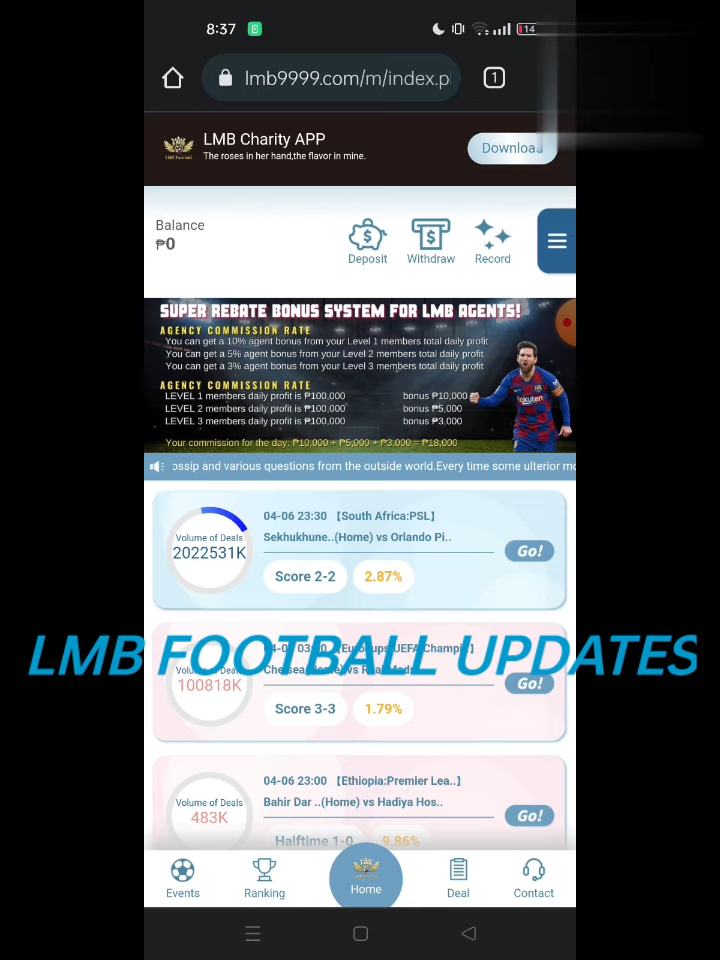 8:37
14
lmb9999.com/m/index.p
1
LMB Charity APP
The roses in her hand,the flavor in mine.
Download
Balance
₱0
Deposit
Withdraw
Record
SUPER REBATE BONUS SYSTEM FOR LMB AGENTS!
AGENCY COMMISSION RATE
You can get a 10% agent bonus from your Level 1 members total daily profit
You can get a 5% agent bonus from your Level 2 members total daily profit
You can get a 3% agent bonus from your Level 3 members total daily profit
AGENCY COMMISSION RATE
LEVEL 1 members daily profit is ₱100,000 bonus ₱10,000
LEVEL 2 members daily profit is ₱100,000 bonus ₱5,000
LEVEL 3 members daily profit is ₱100,000 bonus ₱3,000
Your commission for the day: ₱10,000 + ₱5,000 + ₱3,000 = ₱18,000
Rakuten
ossip and various questions from the outside world.Every time some ulterior mo
04-06 23:30 【South Africa:PSL】
Volume of Deals
2022531K
Sekhukhune..(Home) vs Orlando Pi..
Go!
Score 2-2
2.87%
LMB FOOTBALL UPDATES
Volume of Deals
100818K
Go!
Score 3-3
1.79%
04-06 23:00 【Ethiopia:Premier Lea..】
Volume of Deals
483K
Bahir Dar ..(Home) vs Hadiya Hos..
Go!
Halftime 1-0
9.86%
Events
Ranking
Home
Deal
Contact